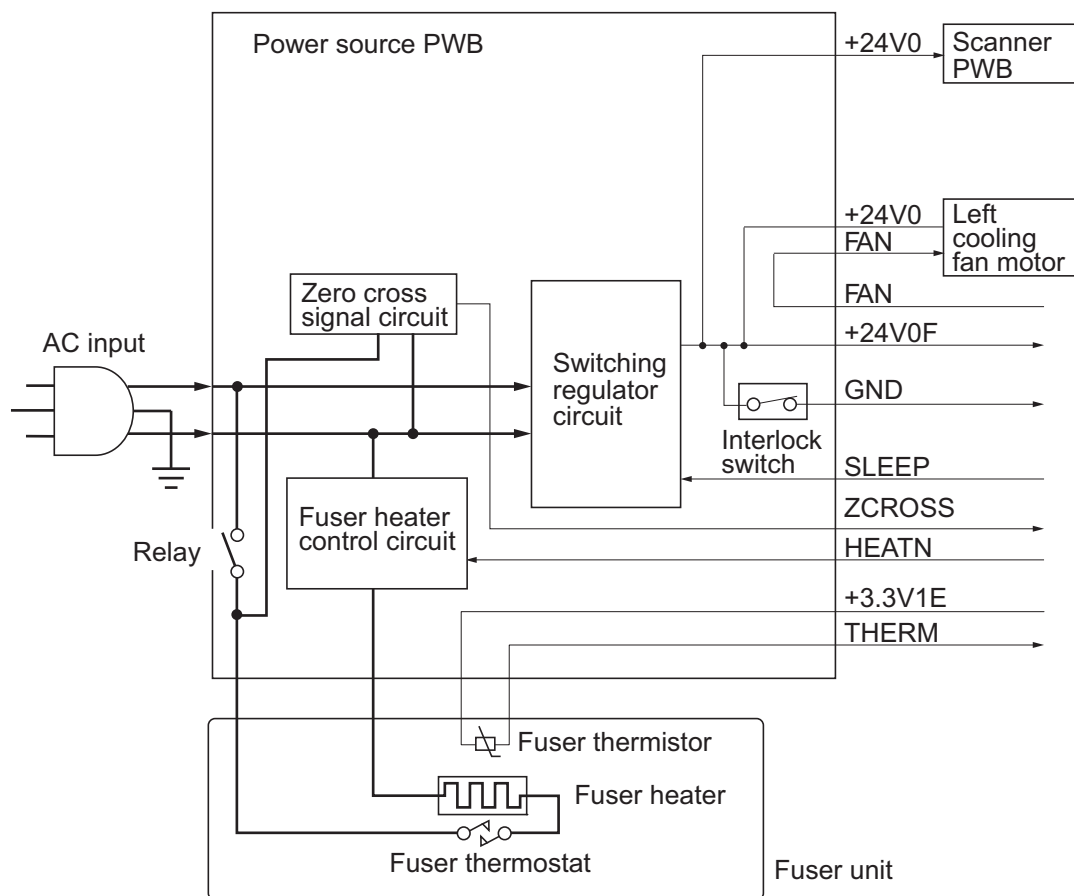 Power source PWB
+24V0
Scanner
PWB
+24V0
Left
cooling
fan motor
FAN
FAN
Zero cross
signal circuit
+24V0F
AC input
Switching
regulator
circuit
GND
Interlock
switch
SLEEP
ZCROSS
Fuser heater
control circuit
Relay
HEATN
+3.3V1E
THERM
Fuser thermistor
Fuser heater
Fuser thermostat
Fuser unit